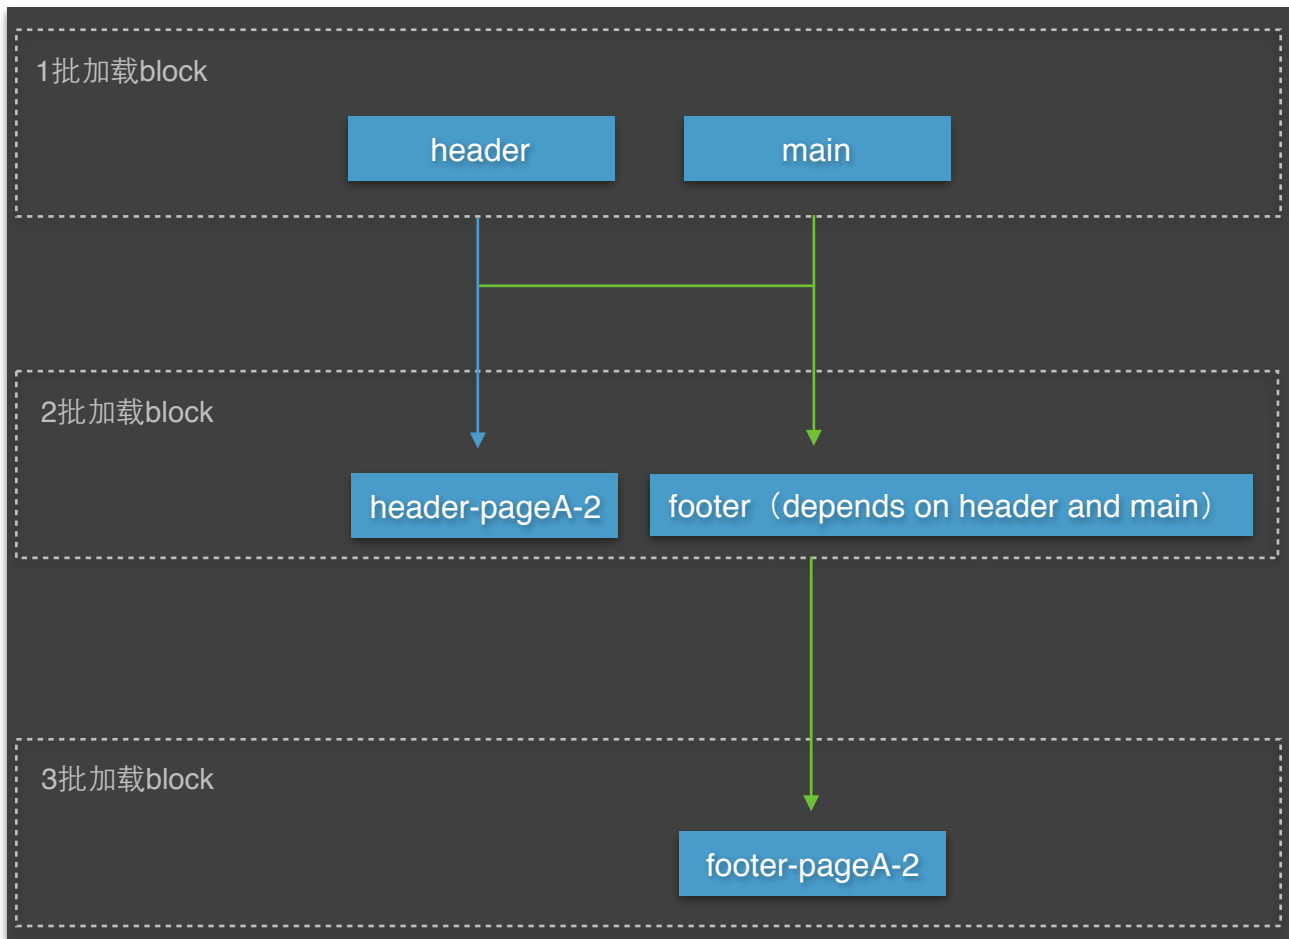 1批加载block
header
main
2批加载block
header-pageA-2
footer（depends on header and main）
3批加载block
footer-pageA-2